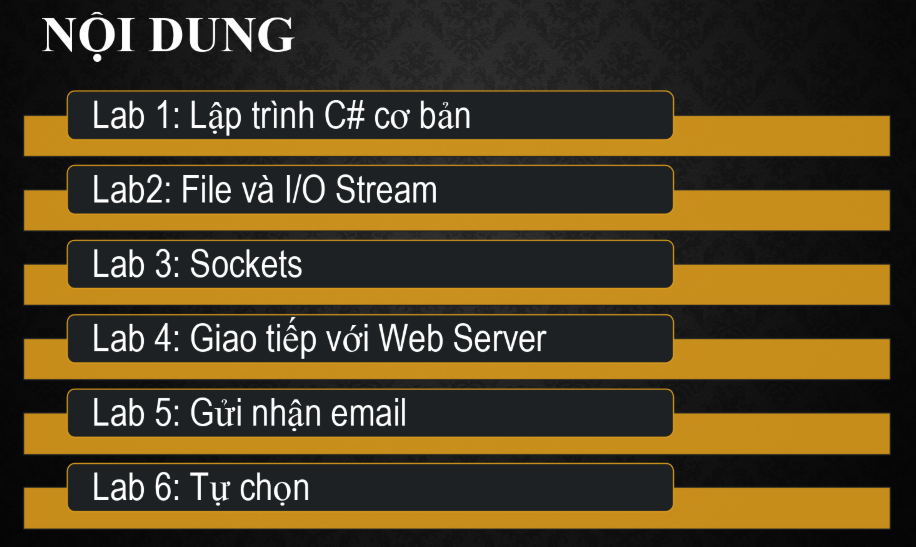 NỘI DUNG
Lab 1: Lập trình C# cơ bản
Lab2: File và I/O Stream
Lab 3: Sockets
Lab 4: Giao tiếp với Web Server
Lab 5: Gửi nhận email
Lab 6: Tự chọn